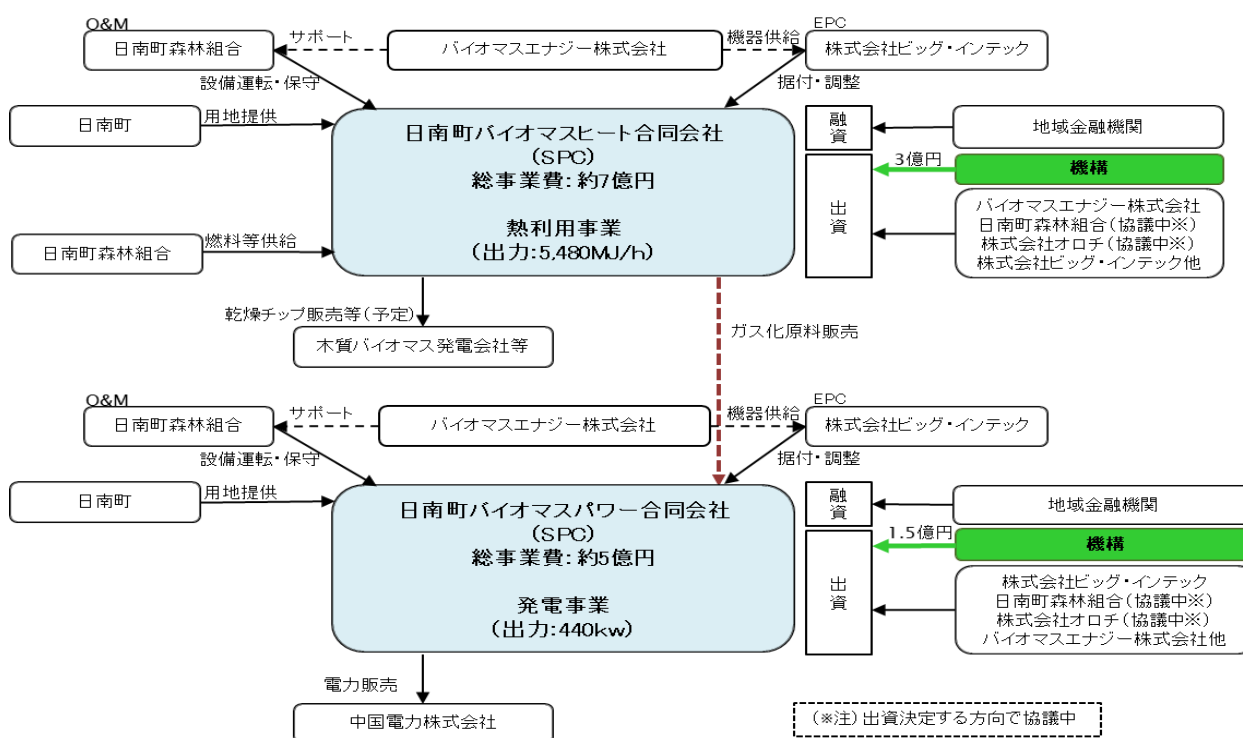 O&M
EPC
日南町森林組合
サポート
バイオマスエナジー株式会社
機器供給
株式会社ビッグ・インテック
設備運転・保守
据付・調整
日南町
用地提供
日南町バイオマスヒート合同会社
(SPC)
総事業費：約7億円
熱利用事業
(出力:5,480MJ/h)
融資
地域金融機関
3億円
機構
出資
バイオマスエナジー株式会社
日南町森林組合(協議中※)
株式会社オロチ(協議中※)
株式会社ビッグ・インテック他
日南町森林組合
燃料等供給
乾燥チップ販売等(予定)
木質バイオマス発電会社等
ガス化原料販売
O&M
EPC
日南町森林組合
サポート
バイオマスエナジー株式会社
機器供給
株式会社ビッグ・インテック
設備運転・保守
据付・調整
日南町
用地提供
日南町バイオマスパワー合同会社
(SPC)
総事業費：約5億円
発電事業
(出力:440kw)
融資
地域金融機関
1.5億円
機構
出資
株式会社ビッグ・インテック
日南町森林組合(協議中※)
株式会社オロチ(協議中※)
バイオマスエナジー株式会社他
電力販売
中国電力株式会社
(※注)出資決定する方向で協議中